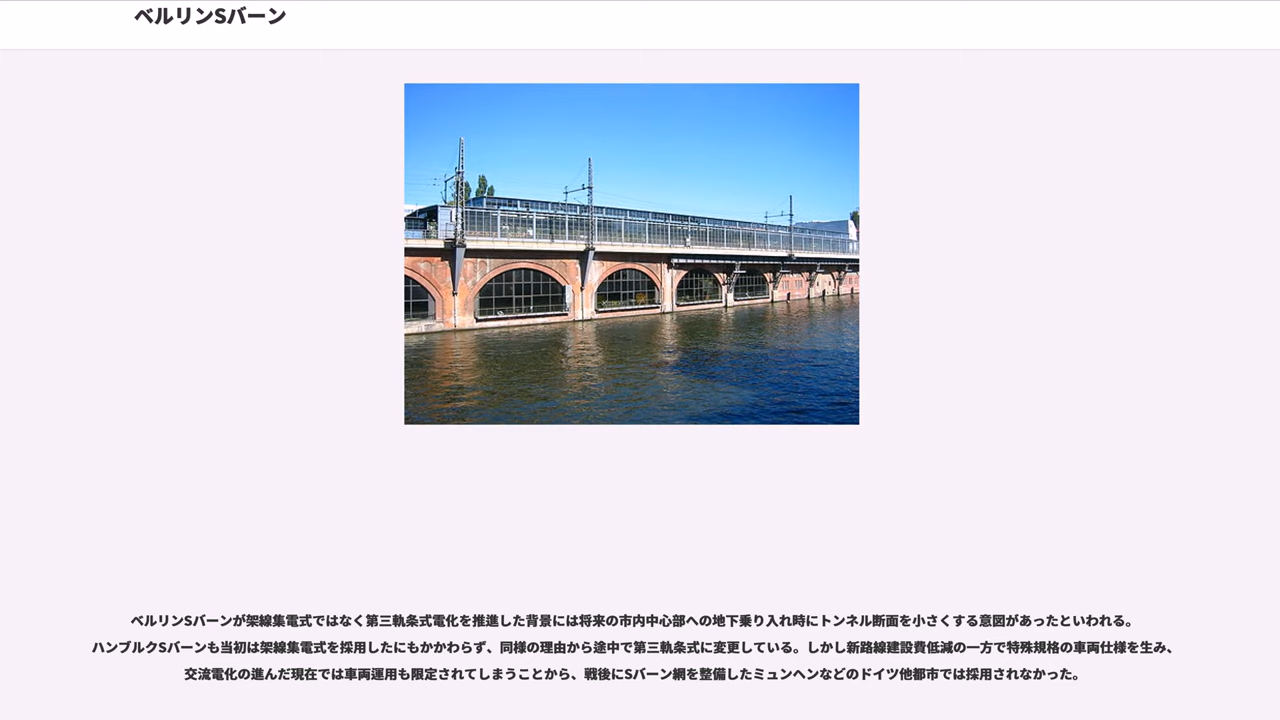 ベルリンSバーン
ベルリンSバーンが架線集電式ではなく第三軌条式電化を推進した背景には将来の市内中心部への地下乗り入れ時にトンネル断面を小さくする意図があったといわれる。
ハンブルクSバーンも当初は架線集電式を採用したにもかかわらず、同様の理由から途中で第三軌条式に変更している。しかし新路線建設費低減の一方で特殊規格の車両仕様を生み、
交流電化の進んだ現在では車両運用も限定されてしまうことから、戦後にSバーン網を整備したミュンヘンなどのドイツ他都市では採用されなかった。